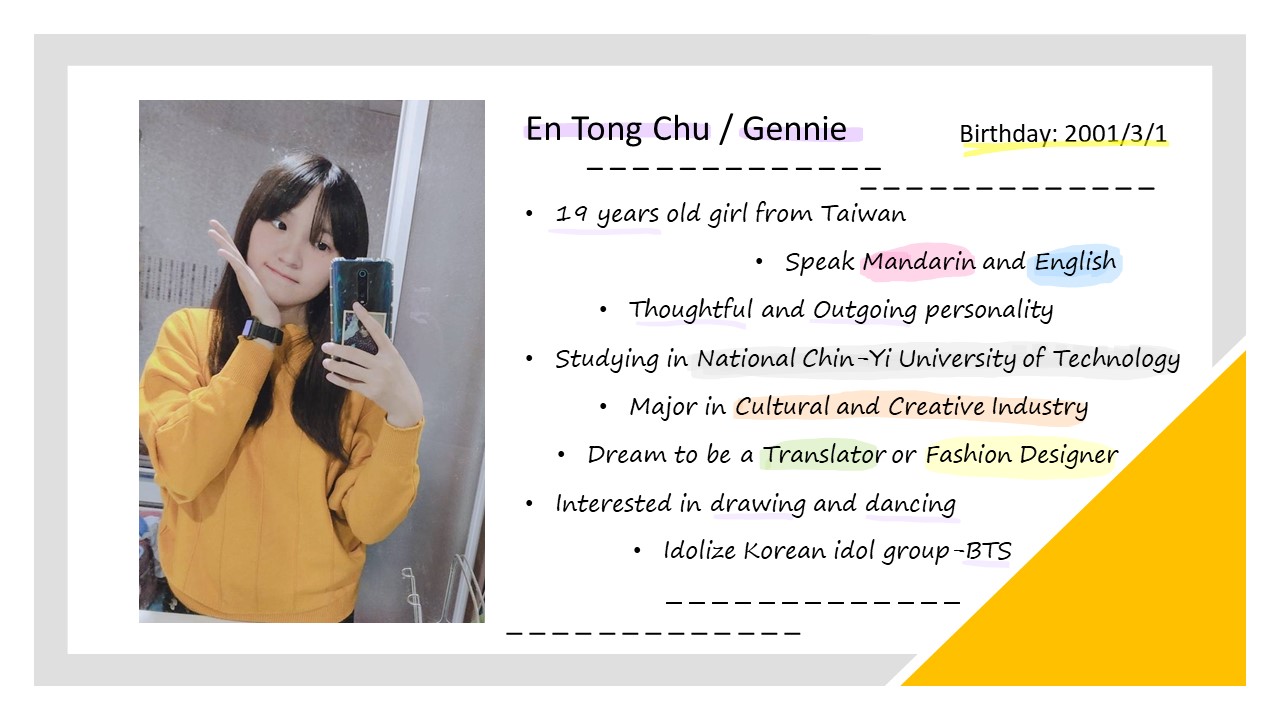 En Tong Chu / Gennie
Birthday: 2001/3/1
• 19 years old girl from Taiwan
• Speak Mandarin and English
• Thoughtful and Outgoing personality
• Studying in National Chin-Yi University of Technology
• Major in Cultural and Creative Industry
• Dream to be a Translator or Fashion Designer
• Interested in drawing and dancing
• Idolize Korean idol group-BTS